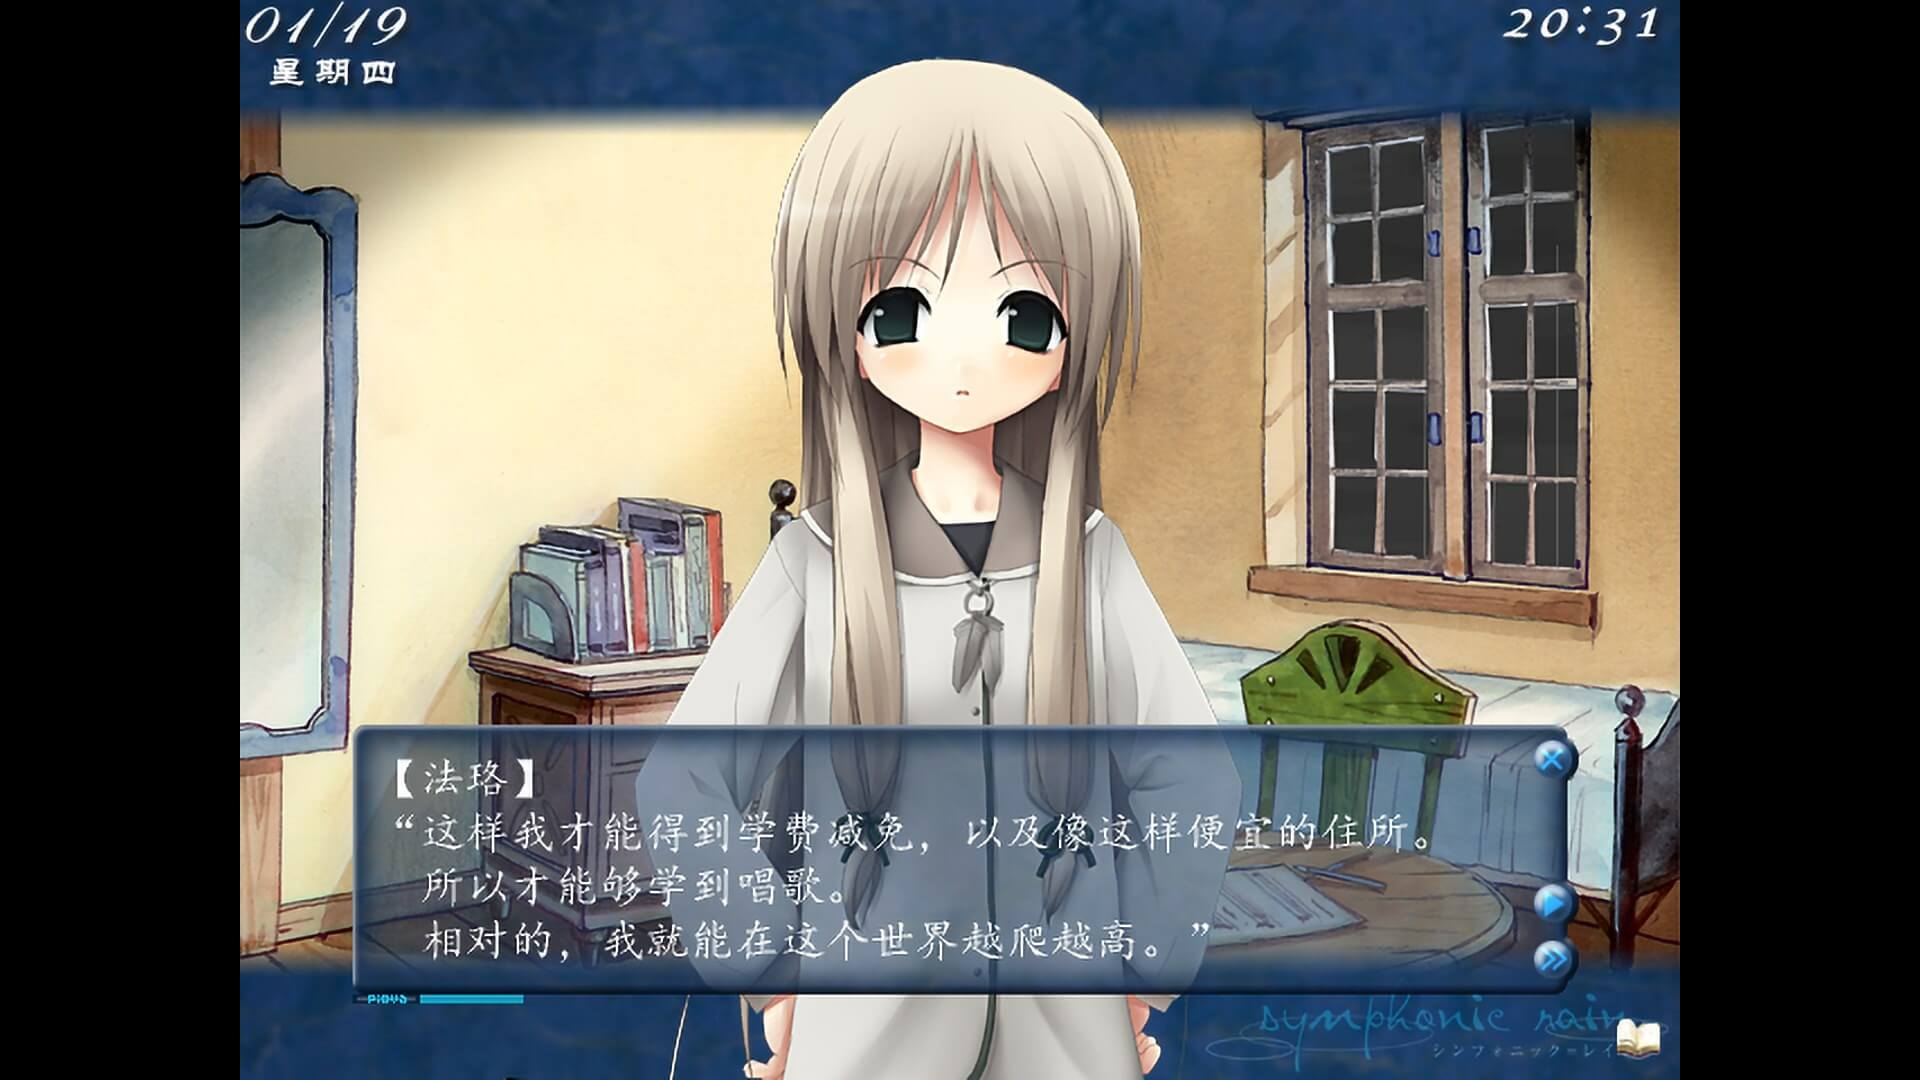 01/19
星期四
20:31
【法珞】
“这样我才能得到学费减免，以及像这样便宜的住所。
所以才能够学到唱歌。
相对的，我就能在这个世界越爬越高。”
symphonic rain
シンフォニック=レイ